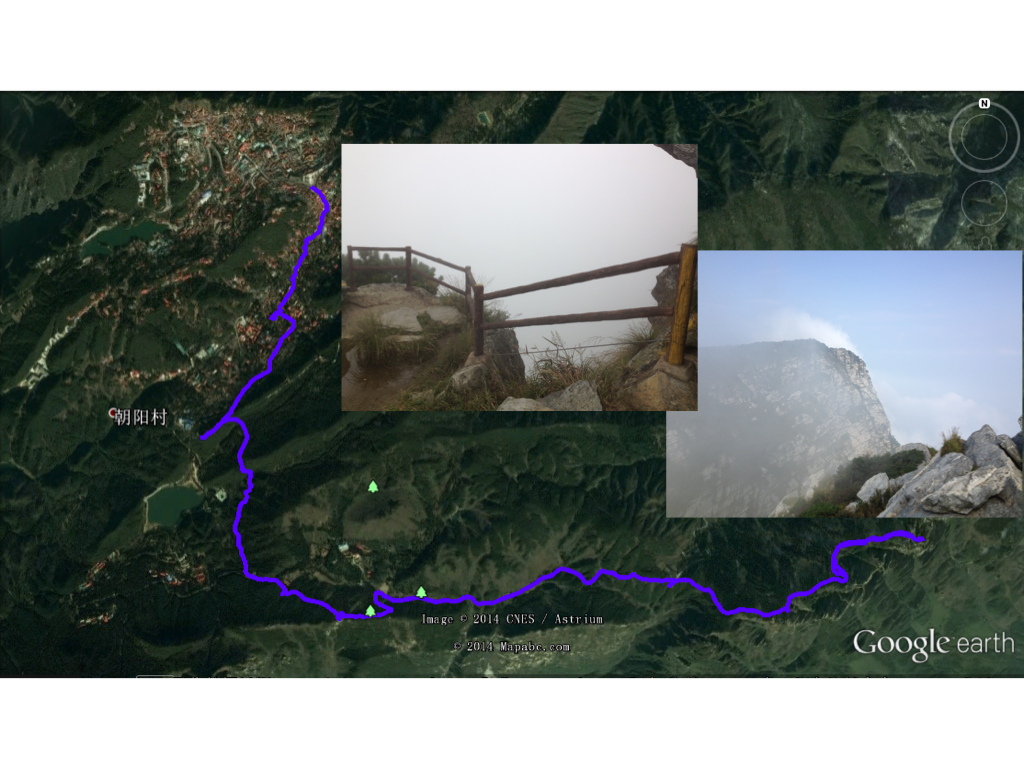 N
朝阳村
Image © 2014 CNES / Astrium
© 2014 Mapabc.com
Google earth